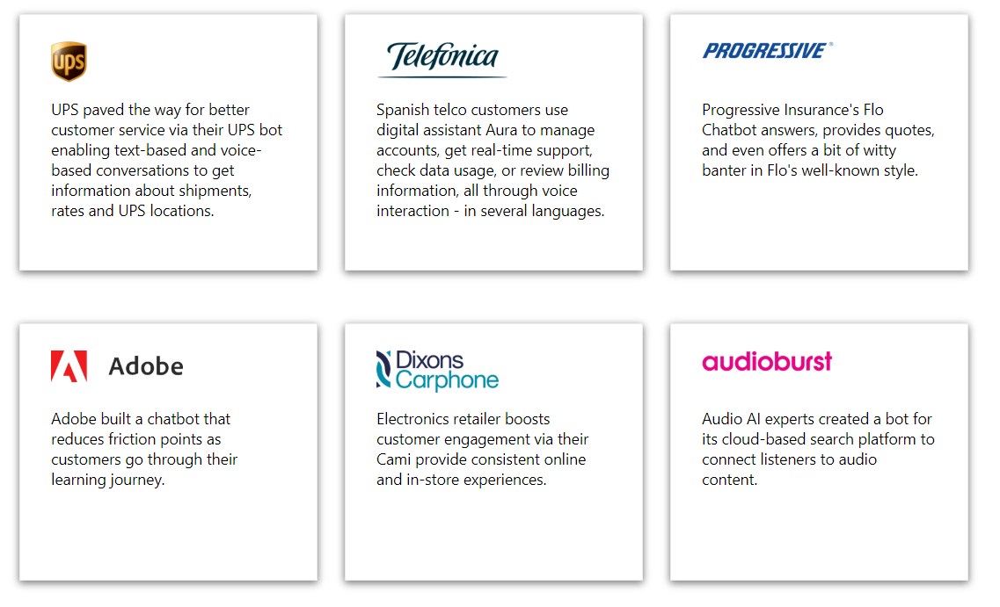 ups
UPS paved the way for better
customer service via their UPS bot
enabling text-based and voice-
based conversations to get
information about shipments,
rates and UPS locations.
Telefónica
Spanish telco customers use
digital assistant Aura to manage
accounts, get real-time support,
check data usage, or review billing
information, all through voice
interaction - in several languages.
PROGRESSIVE®
Progressive Insurance's Flo
Chatbot answers, provides quotes,
and even offers a bit of witty
banter in Flo's well-known style.
Adobe
Adobe built a chatbot that
reduces friction points as
customers go through their
learning journey.
Dixons
Carphone
Electronics retailer boosts
customer engagement via their
Cami provide consistent online
and in-store experiences.
audioburst
Audio AI experts created a bot for
its cloud-based search platform to
connect listeners to audio
content.